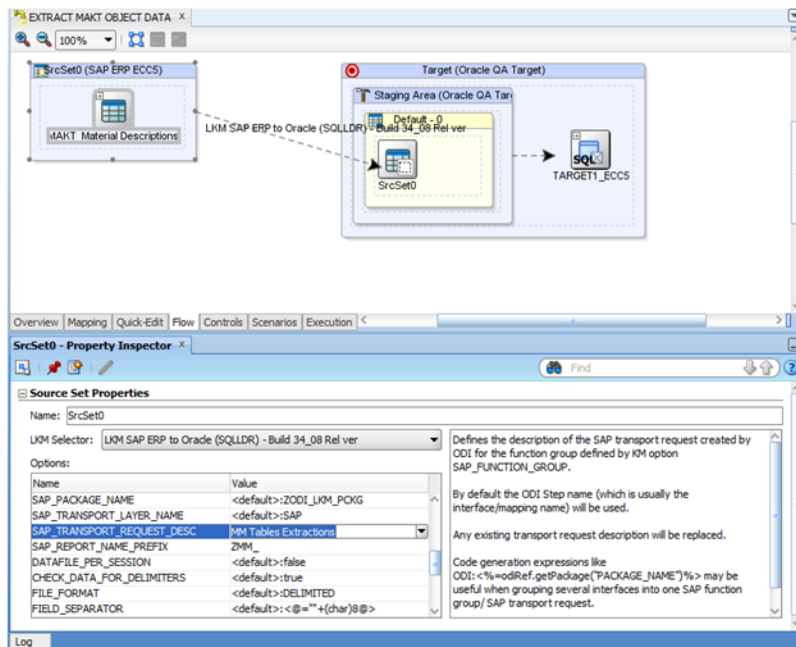 EXTRACT MAKT OBJECT DATA x
100%
SrcSet0 (SAP ERP ECC5)
MAKT Material Descriptions
Target (Oracle QA Target)
Staging Area (Oracle QA Tar
Default - 0
LKM SAP ERP to Oracle (SQLLDR) - Build 34_08 Rel ver
SrcSet0
SQL
TARGET1_ECC5
Overview Mapping Quick-Edit Flow Controls Scenarios Execution
SrcSet0 - Property Inspector x
Find
Source Set Properties
Name: SrcSet0
LKM Selector: LKM SAP ERP to Oracle (SQLLDR) - Build 34_08 Rel ver
Options:
Name Value
SAP_PACKAGE_NAME <default>:ZODI_LKM_PCKG
SAP_TRANSPORT_LAYER_NAME <default>:SAP
SAP_TRANSPORT_REQUEST_DESC MM Tables Extractions
SAP_REPORT_NAME_PREFIX ZMM_
DATAFILE_PER_SESSION <default>:false
CHECK_DATA_FOR_DELIMITERS <default>:true
FILE_FORMAT <default>:DELIMITED
FIELD_SEPARATOR <default>:<@=""+(char)8@>
Defines the description of the SAP transport request created by
ODI for the function group defined by KM option
SAP_FUNCTION_GROUP.
By default the ODI Step name (which is usually the
interface/mapping name) will be used.
Any existing transport request description will be replaced.
Code generation expressions like
ODI:<%=odiRef.getPackage("PACKAGE_NAME")%> may be
useful when grouping several interfaces into one SAP function
group/ SAP transport request.
Log